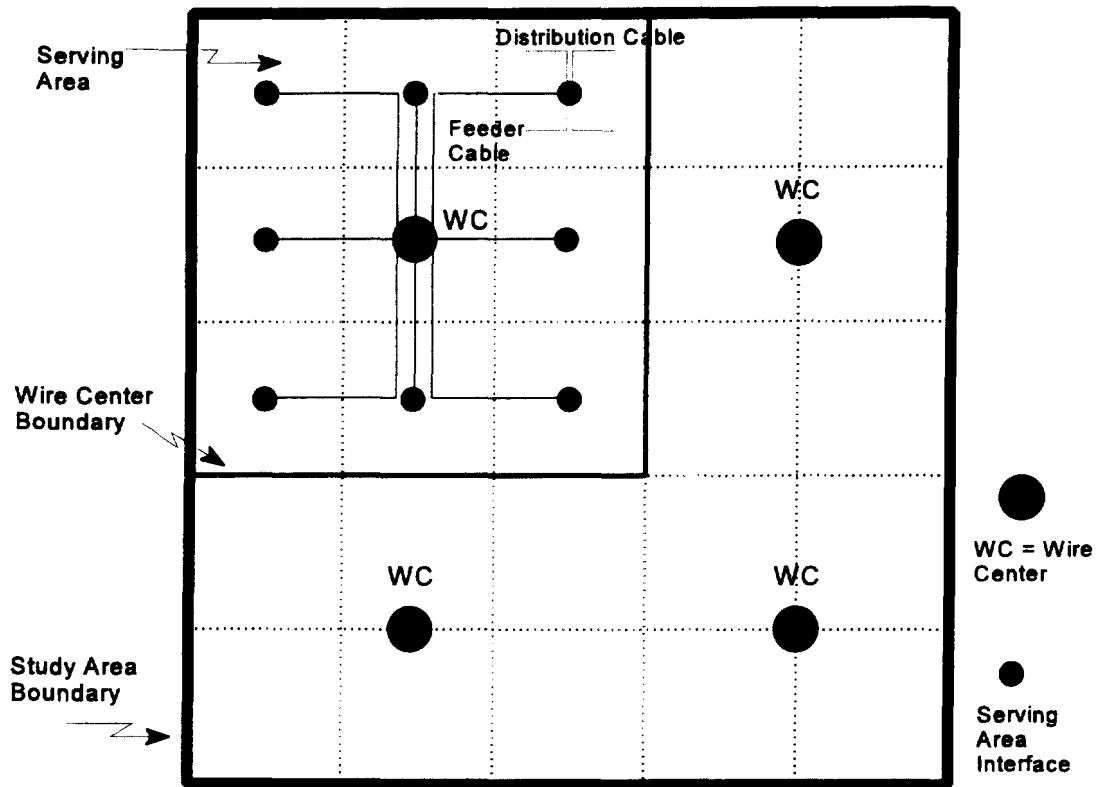 Distribution Cable
Serving
Area
Feeder
Cable
WC
WC
Wire Center
Boundary
WC
WC
WC = Wire
Center
Study Area
Boundary
Serving
Area
Interface